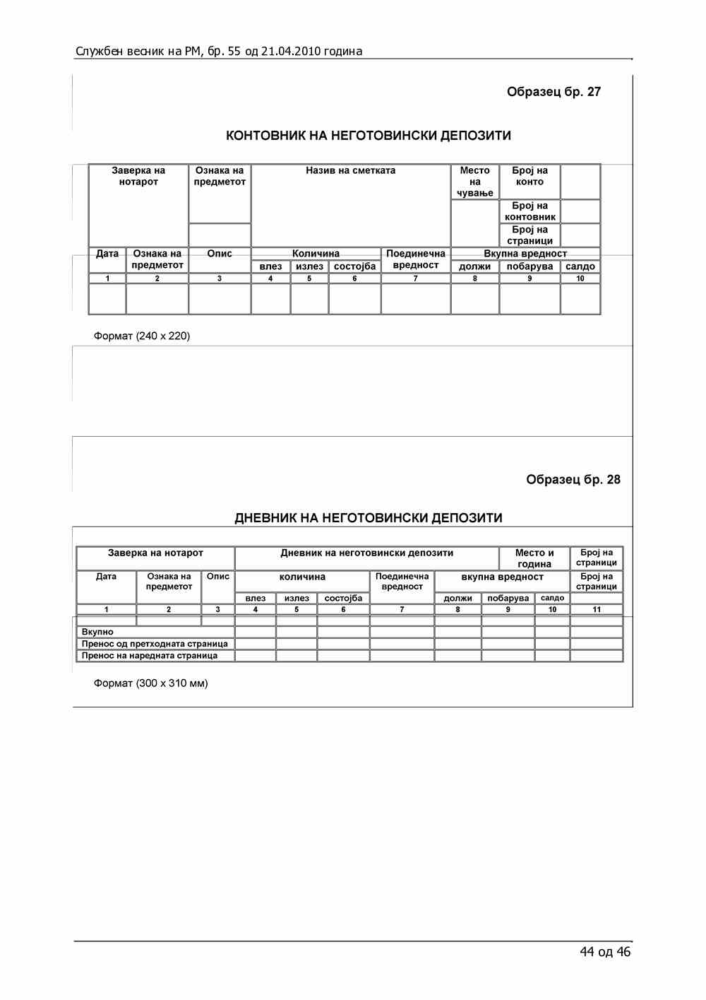 Службен весник на РМ, бр. 55 од 21.04.2010 година
Образец бр. 27
КОНТОВНИК НА НЕГОТОВИНСКИ ДЕПОЗИТИ
Заверка на Ознака на Назив на сметката Место Број на
нотарот предметот на конто
чување
Број на
контовник
Број на
страници
Дата Ознака на Опис Количина Поединечна Вкупна вредност
предметот влез излез состојба вредност должи побарува салдо
1 2 3 4 5 6 7 8 9 10
Формат (240 x 220)
Образец бр. 28
ДНЕВНИК НА НЕГОТОВИНСКИ ДЕПОЗИТИ
Заверка на нотарот Дневник на неготовински депозити Место и Број на
година страници
Дата Ознака на Опис количина Поединечна вкупна вредност Број на
предметот вредност страници
влез излез состојба должи побарува салдо
1 2 3 4 5 6 7 8 9 10 11
Вкупно
Пренос од претходната страница
Пренос на наредната страница
Формат (300 x 310 мм)
44 од 46